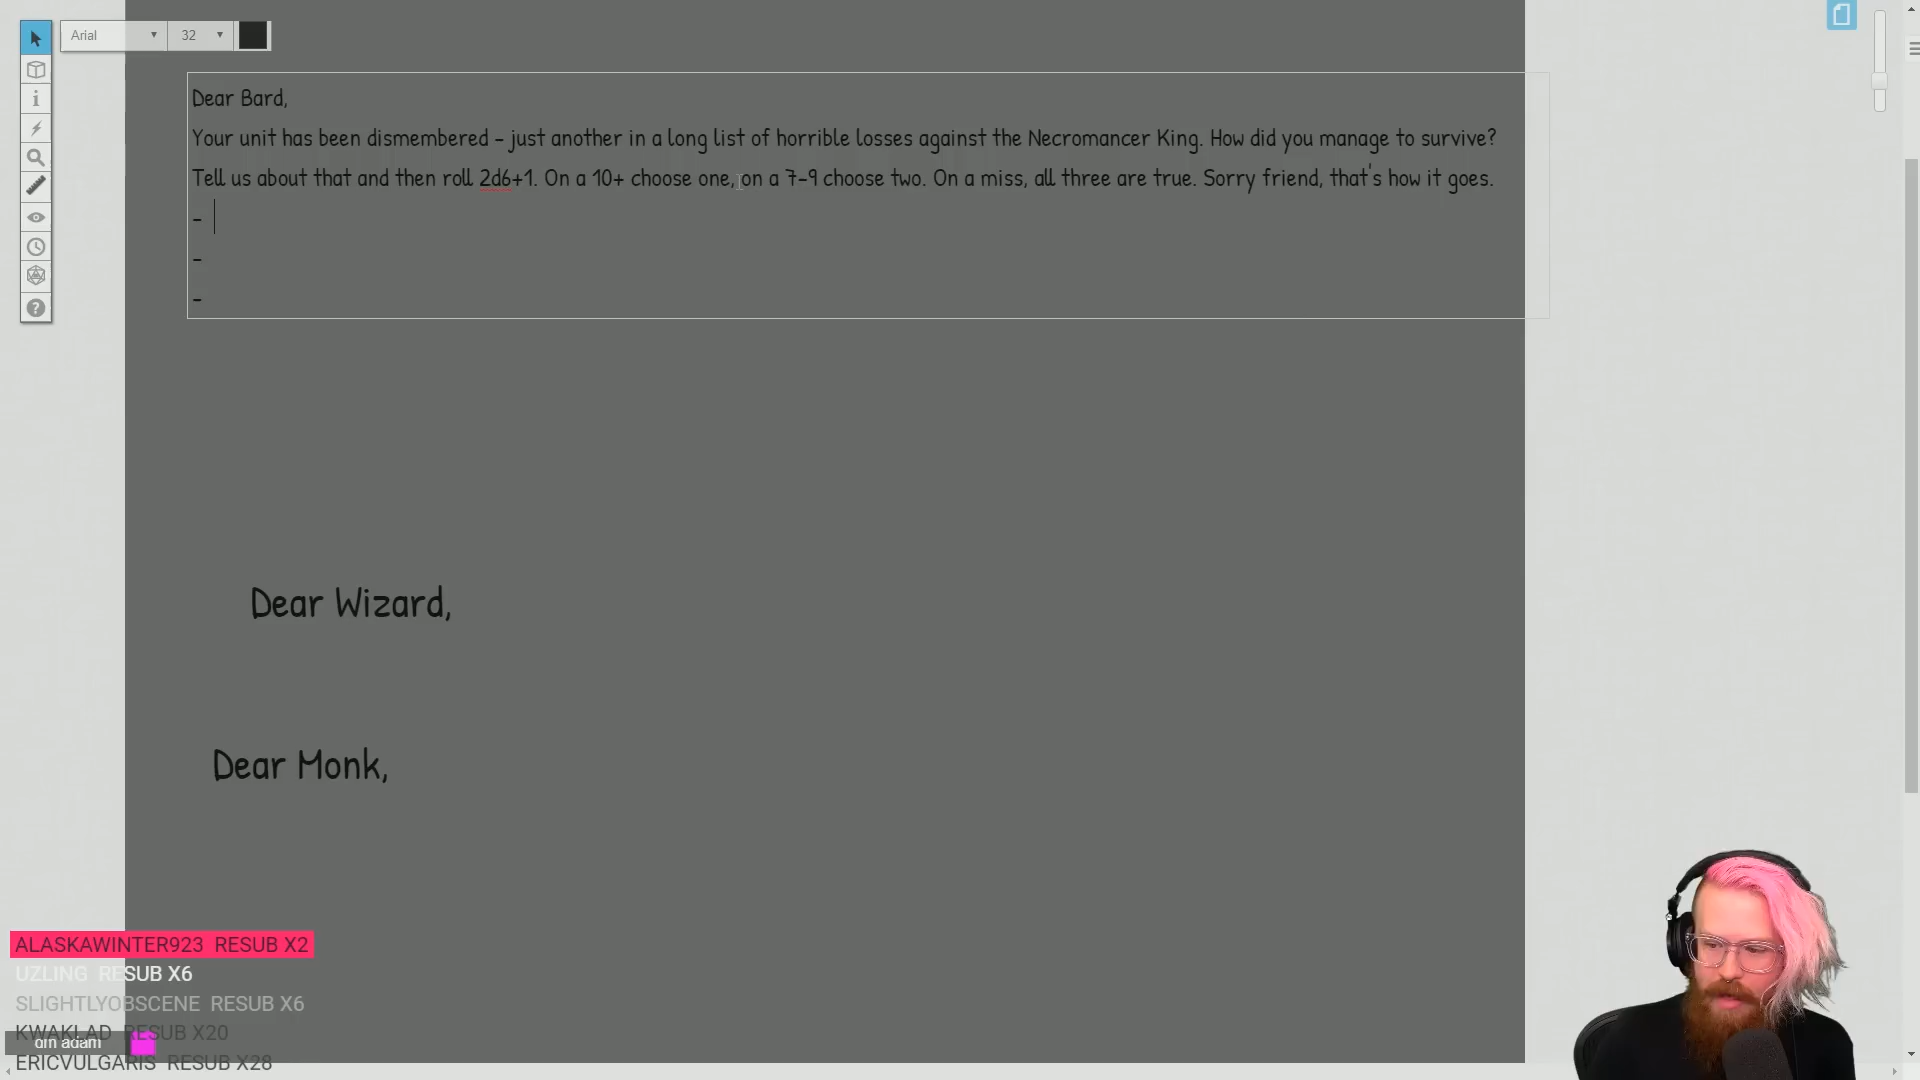 Arial
32
Dear Bard,
Your unit has been dismembered - just another in a long list of horrible losses against the Necromancer King. How did you manage to survive?
Tell us about that and then roll 2d6+1. On a 10+ choose one, on a 7-9 choose two. On a miss, all three are true. Sorry friend, that's how it goes.
-
-
-
Dear Wizard,
Dear Monk,
ALASKAWINTER923 RESUB X2
UZLING RESUB X6
SLIGHTLYOBSCENE RESUB X6
KWAKLAD RESUB X20
dm adam
ERICVULGARIS RESUB X28